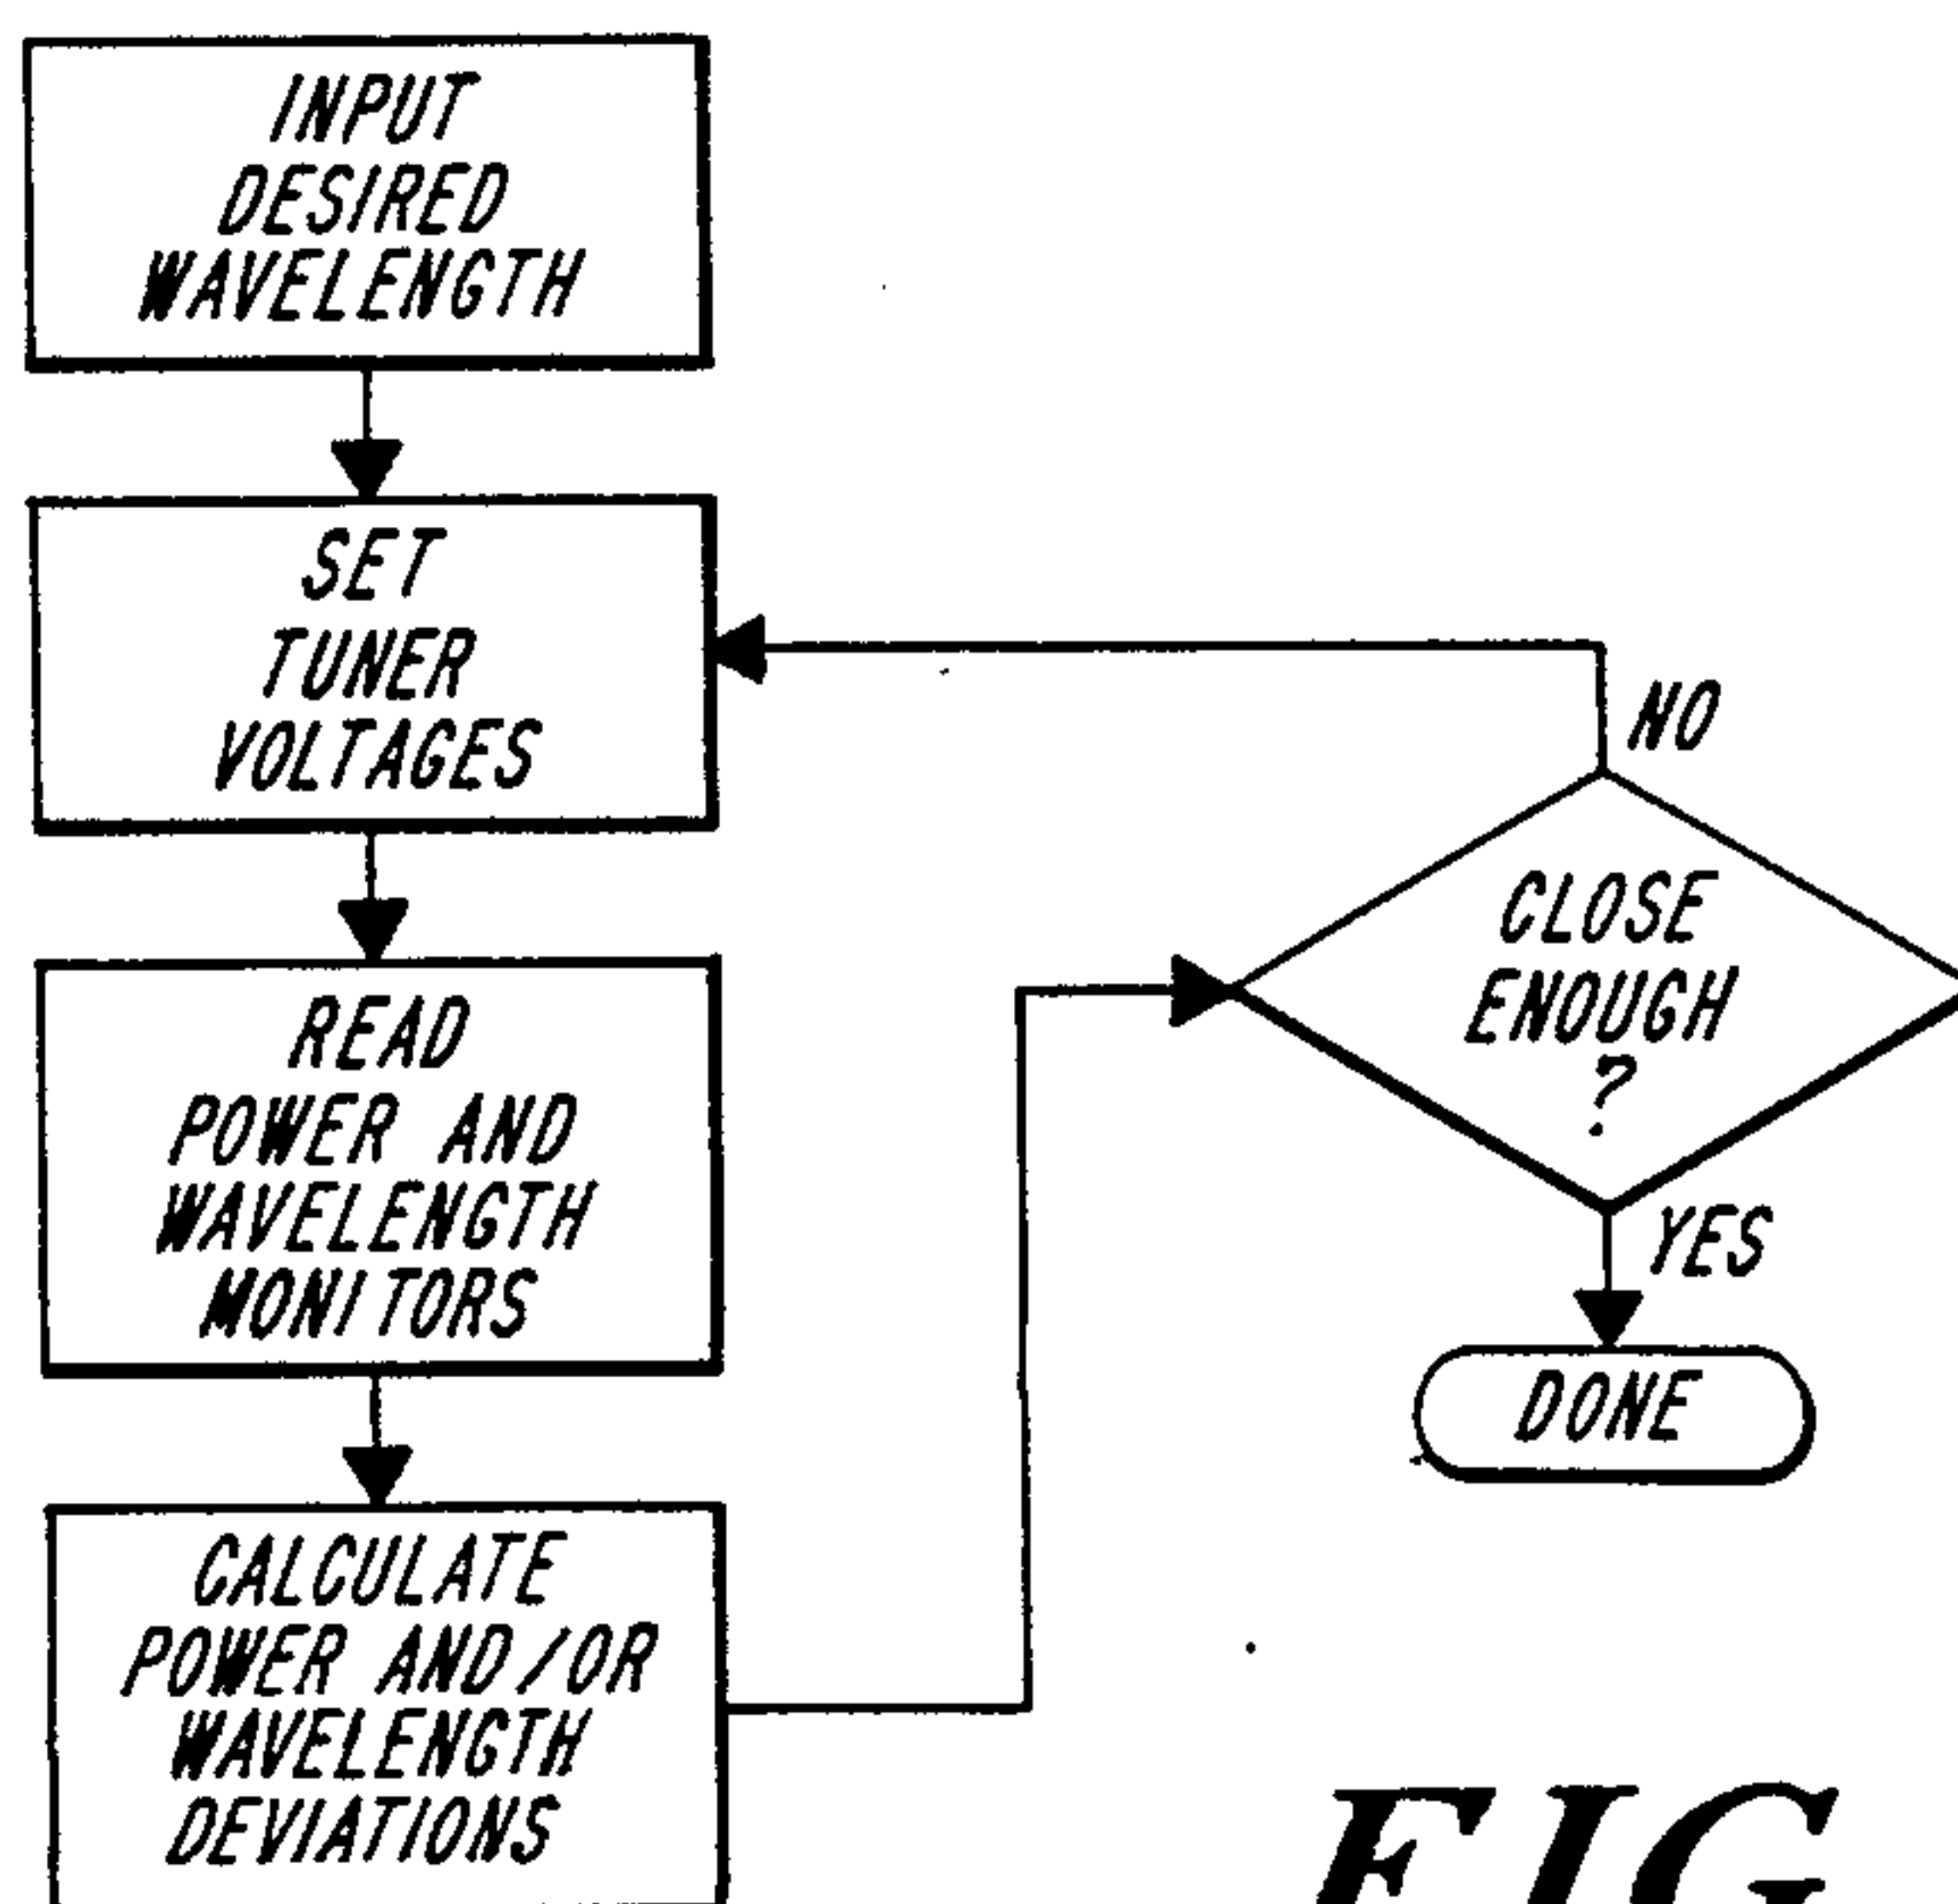 INPUT
DESIRED
WAVELENGTH
SET
TUNER
VOLTAGES
READ
POWER AND
WAVELENGTH
MONITORS
CALCULATE
POWER AND/OR
WAVELENGTH
DEVIATIONS
NO
CLOSE
ENOUGH
?
YES
DONE
FIG